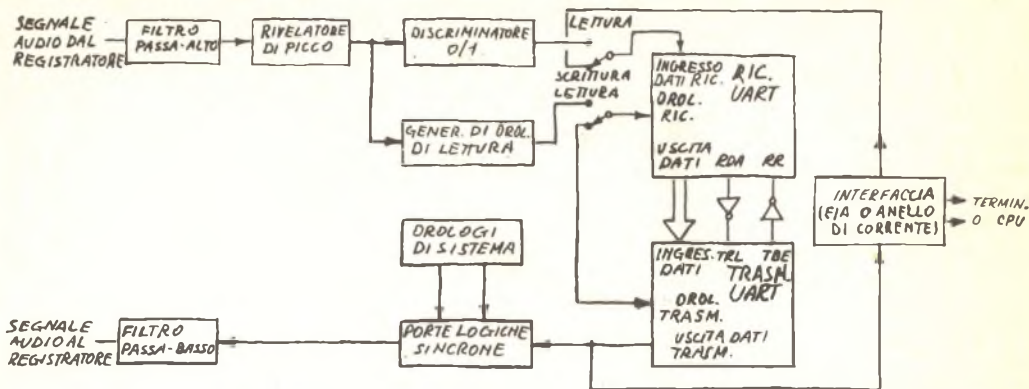 SEGNALE
AUDIO DAL
REGISTRATORE
FILTRO
PASSA-ALTO
RIVELATORE
DI PICCO
DISCRIMINATORE
0/1
LETTURA
SCRITTURA
LETTURA
GENER. DI OROL.
DI LETTURA
INGRESSO
DATI RIC.
RIC.
UART
OROL.
RIC.
USCITA
DATI
RDA
RR
INTERFACCIA
(EIA O ANELLO
DI CORRENTE)
TERMIN.
O CPU
OROLOGI
DI SISTEMA
INGRES.
DATI
TRL
TBE
TRASM.
UART
OROL.
TRASM.
USCITA DATI
TRASM.
SEGNALE
AUDIO AL
REGISTRATORE
FILTRO
PASSA-BASSO
PORTE LOGICHE
SINCRONE